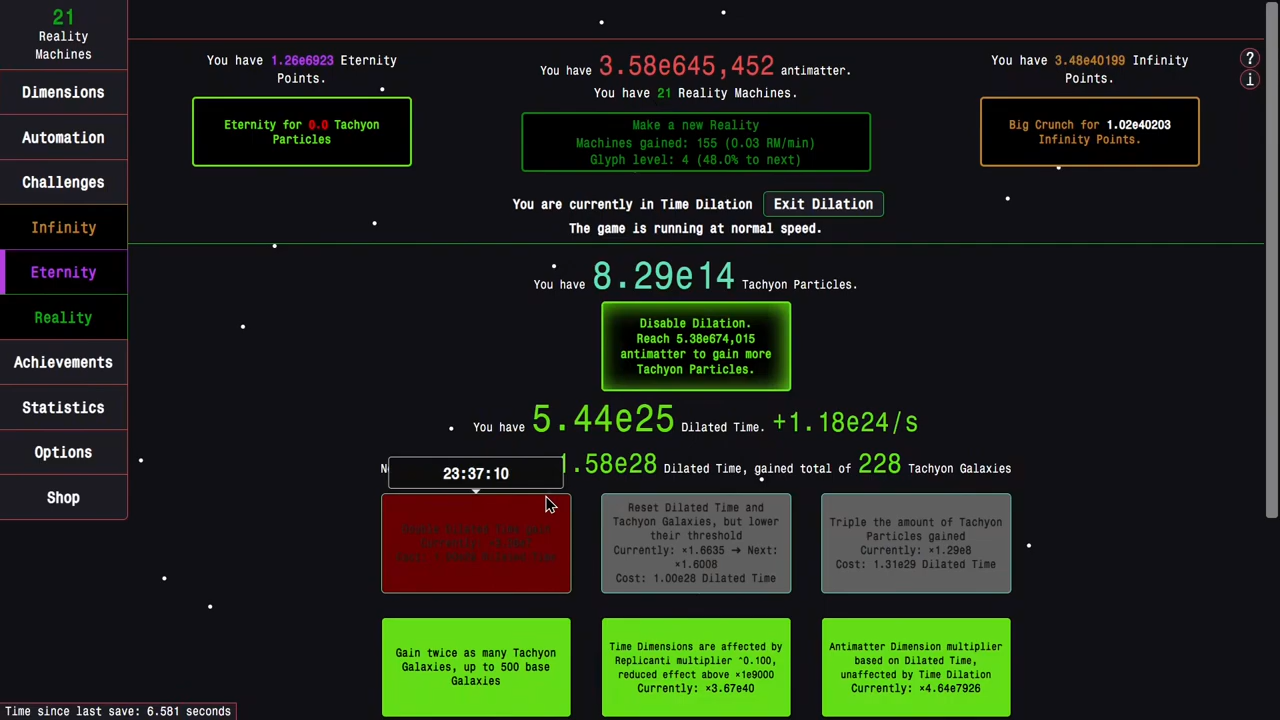 21
Reality
Machines
Dimensions
Automation
Challenges
Infinity
Eternity
Reality
Achievements
Statistics
Options
Shop
You have 1.26e6923 Eternity
Points.
Eternity for 0.0 Tachyon
Particles
You have 3.58e645,452 antimatter.
You have 21 Reality Machines.
Make a new Reality
Machines gained: 155 (0.03 RM/min)
Glyph level: 4 (48.0% to next)
You have 3.48e40199 Infinity
Points.
Big Crunch for 1.02e40203
Infinity Points.
?
i
You are currently in Time Dilation Exit Dilation
The game is running at normal speed.
You have 8.29e14 Tachyon Particles.
Disable Dilation.
Reach 5.38e674,015
antimatter to gain more
Tachyon Particles.
You have 5.44e25 Dilated Time. +1.18e24/s
1.58e28 Dilated Time, gained total of 228 Tachyon Galaxies
23:37:10
Reset Dilated Time and
Tachyon Galaxies, but lower
their threshold
Currently: ×1.6635 → Next:
×1.6008
Cost: 1.00e28 Dilated Time
Triple the amount of Tachyon
Particles gained
Currently: ×1.29e8
Cost: 1.31e29 Dilated Time
Gain twice as many Tachyon
Galaxies, up to 500 base
Galaxies
Time Dimensions are affected by
Replicanti multiplier ^0.100,
reduced effect above ×1e9000
Currently: ×3.67e40
Antimatter Dimension multiplier
based on Dilated Time,
unaffected by Time Dilation
Currently: ×4.64e7926
Time since last save: 6.581 seconds